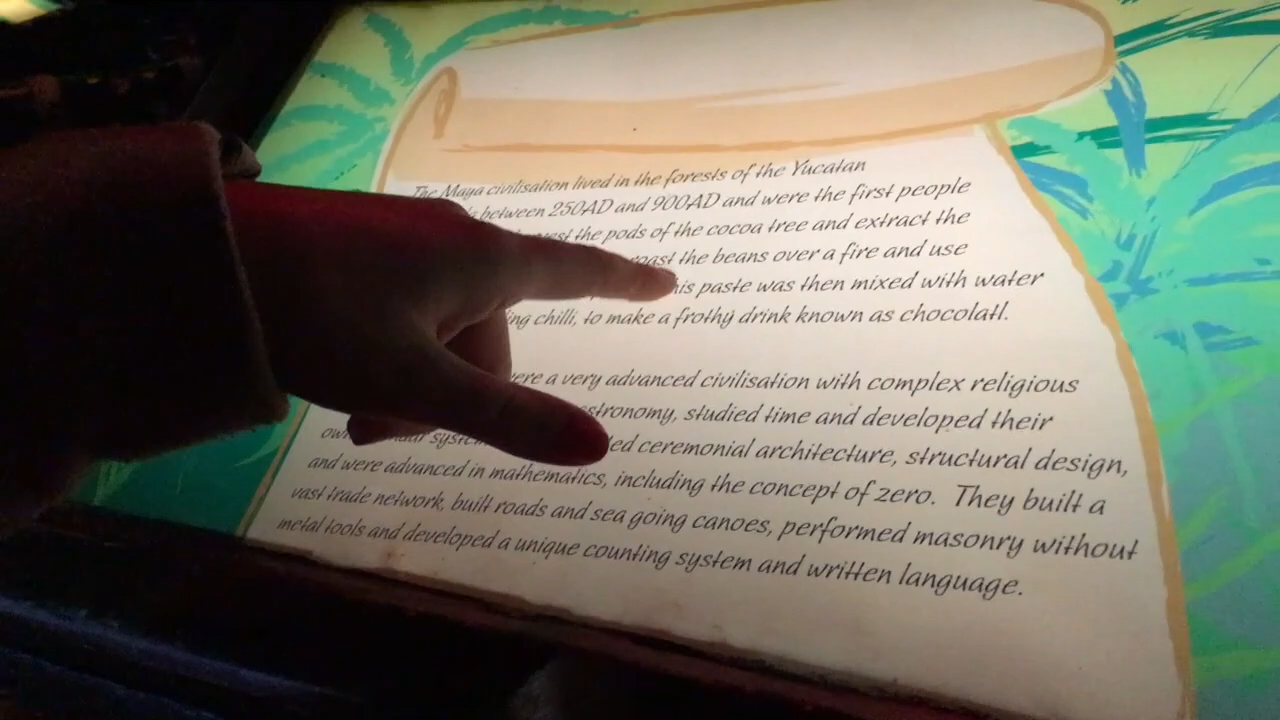 The Maya civilisation lived in the forests of the Yucatan
between 250AD and 900AD and were the first people
the pods of the cocoa tree and extract the
roast the beans over a fire and use
paste was then mixed with water
chilli, to make a frothy drink known as chocolatl.
were a very advanced civilisation with complex religious
astronomy, studied time and developed their
own system ceremonial architecture, structural design,
and were advanced in mathematics, including the concept of zero. They built a
vast trade network, built roads and sea going canoes, performed masonry without
metal tools and developed a unique counting system and written language.